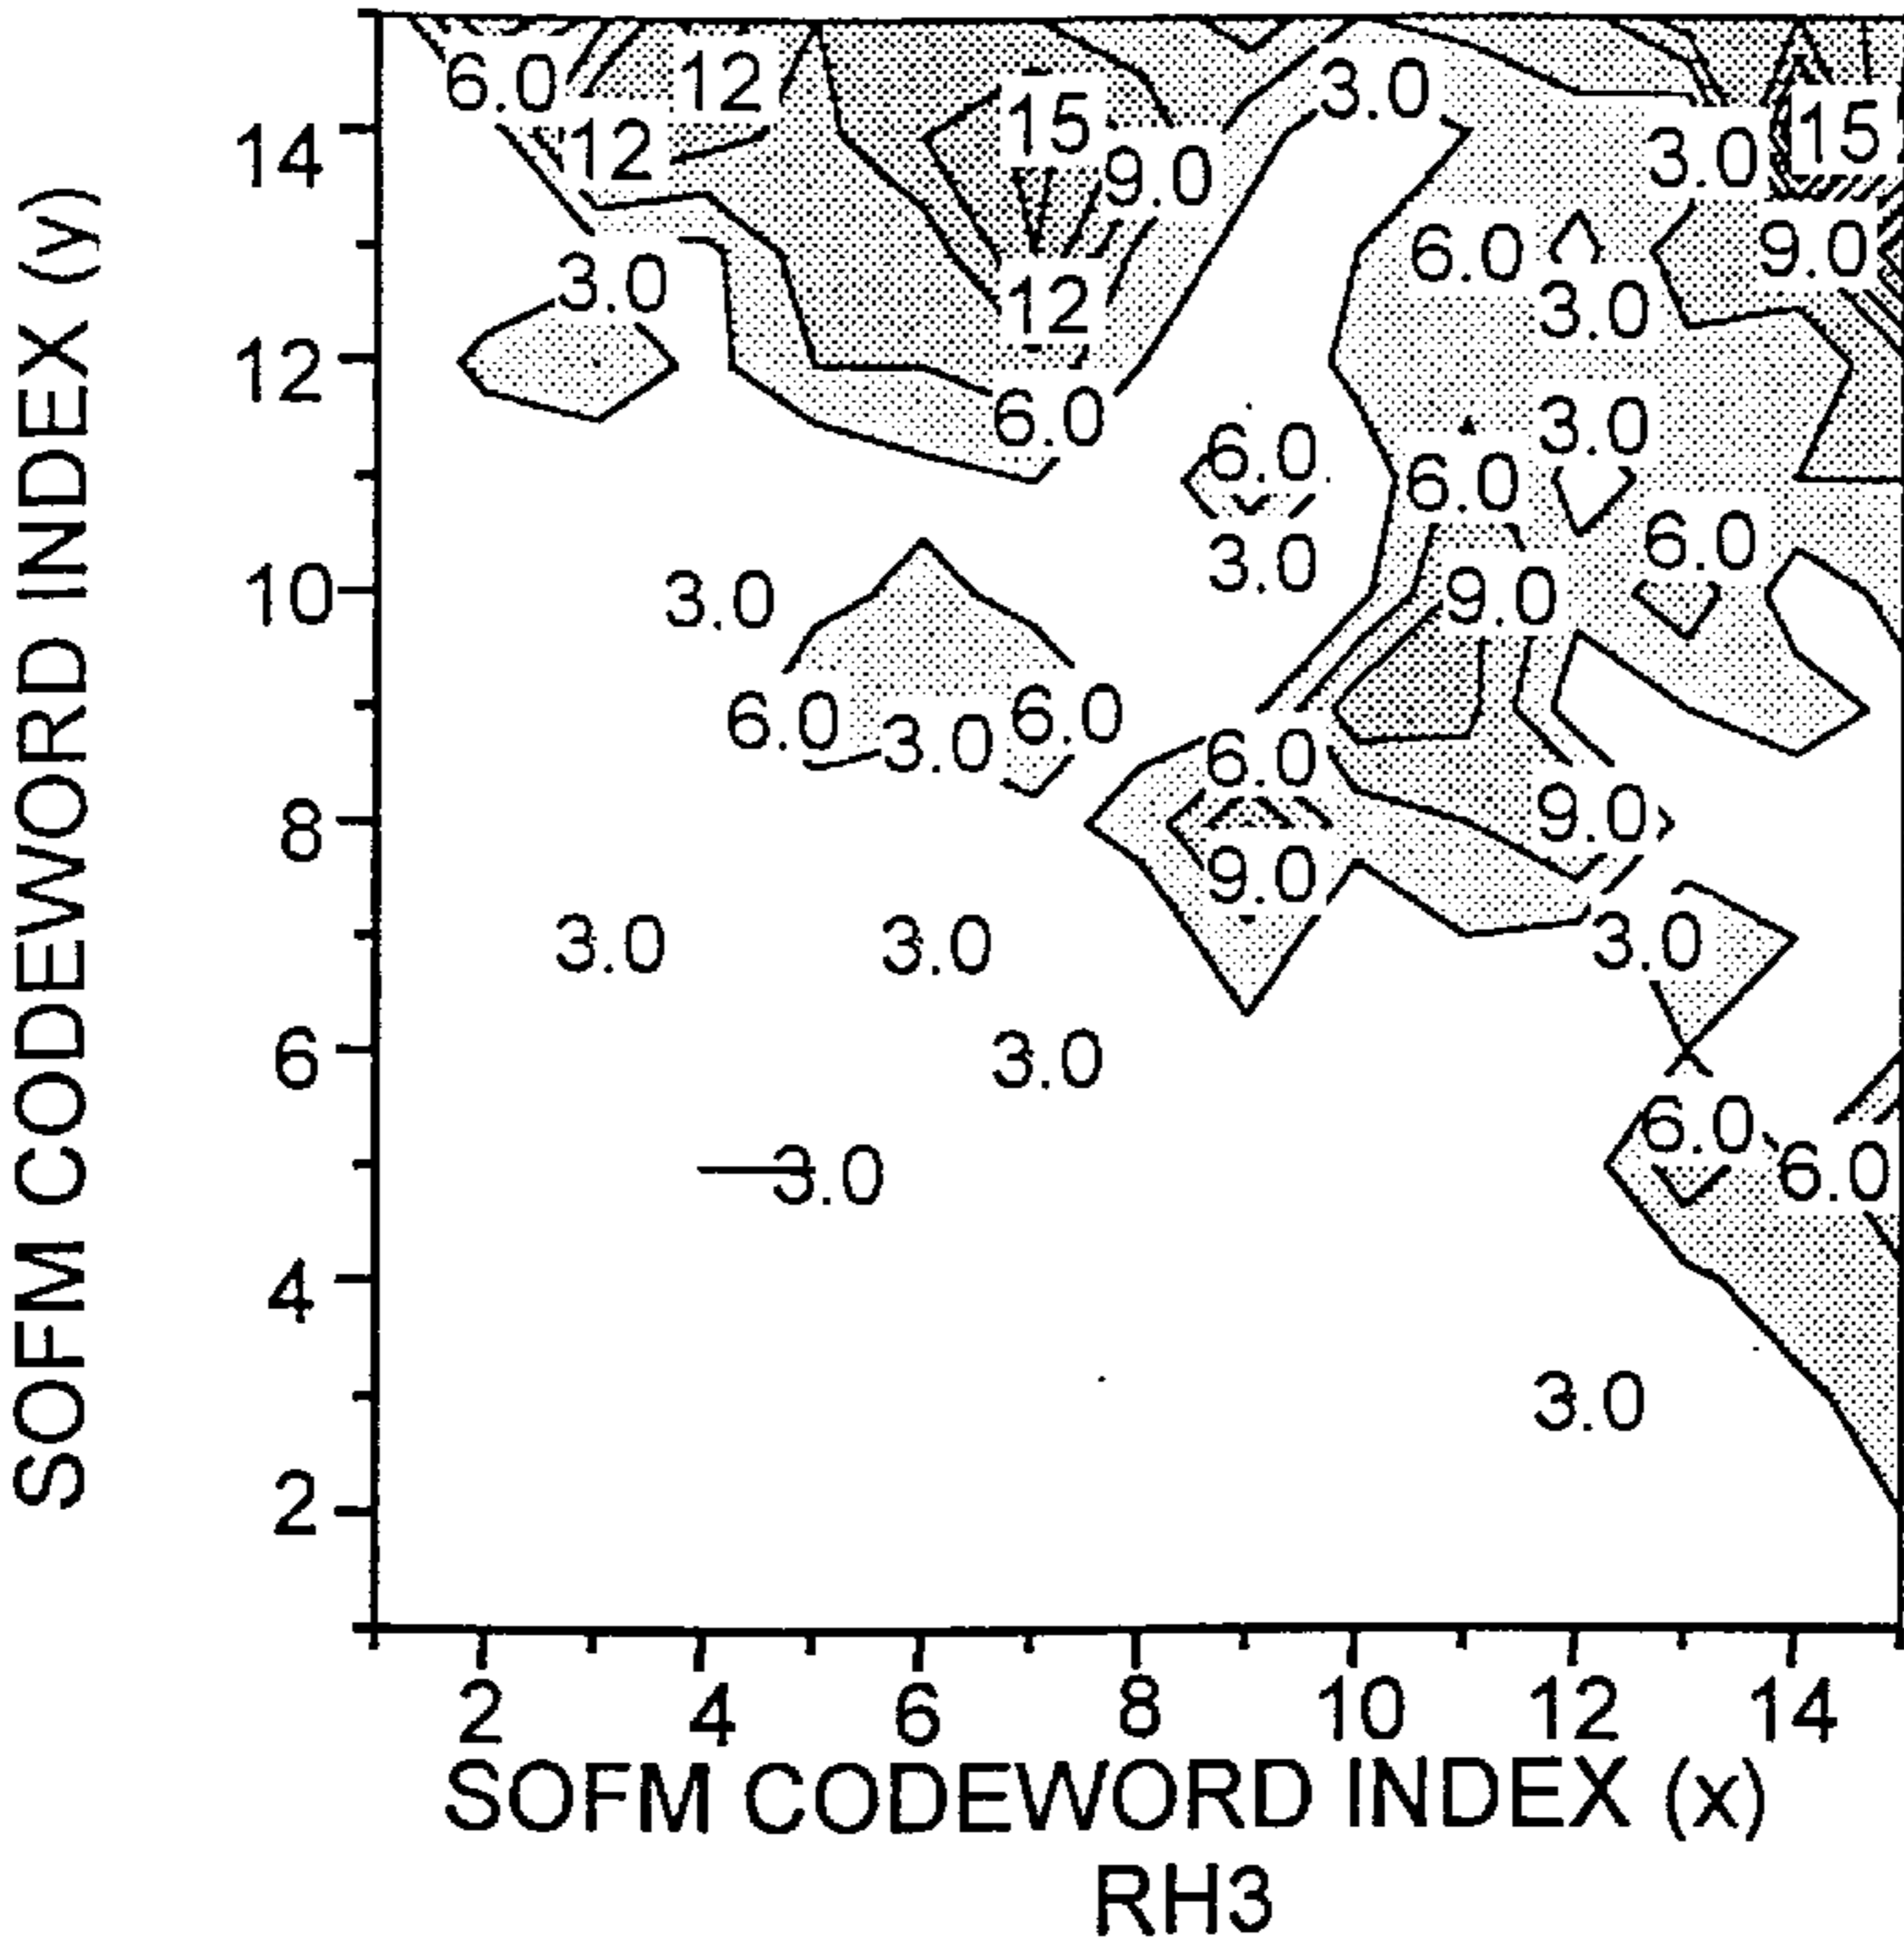 SOFM CODEWORD INDEX (y)
6.0 12 15 3.0 15
14 12 9.0 3.0
6.0 9.0
3.0 12 3.0
12 6.0 3.0
6.0 6.0
6.0
10 3.0 3.0 9.0
6.0 3.0 6.0 6.0
8 9.0
9.0
3.0 3.0 3.0
6 3.0
6.0
3.0 6.0
4
3.0
2
2 4 6 8 10 12 14
SOFM CODEWORD INDEX (x)
RH3